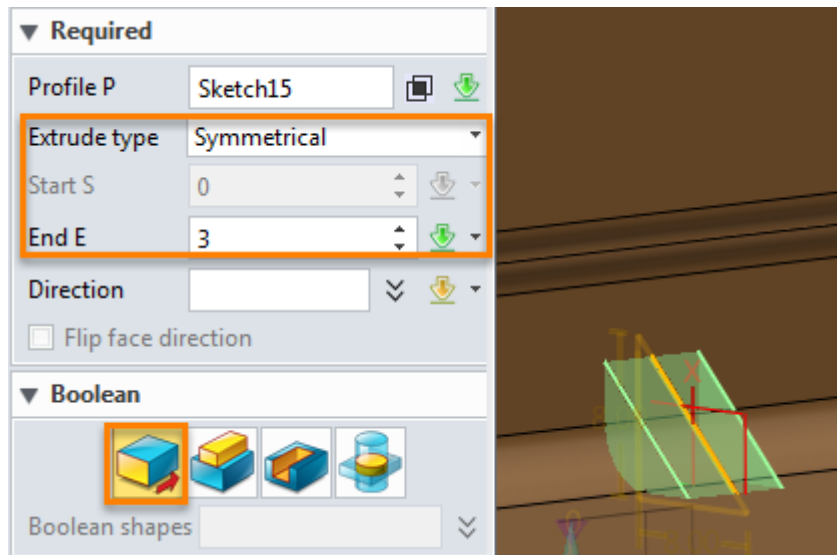 Required
Profile P Sketch15
Extrude type Symmetrical
Start S 0
End E 3
Direction
Flip face direction
Boolean
Boolean shapes
X